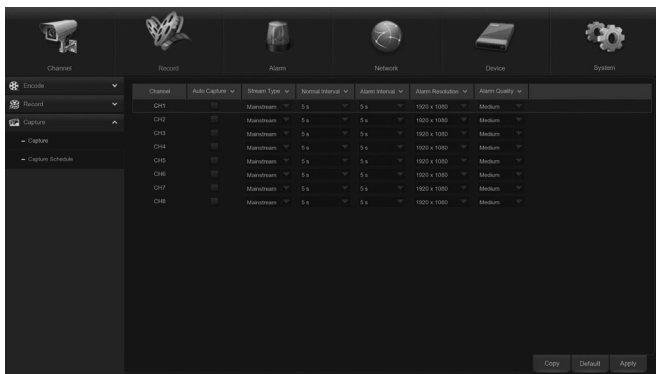 Channel Record Alarm Network Device System
Encode
Record
Capture
– Capture
– Capture Schedule
Channel Auto Capture Stream Type Normal Interval Alarm Interval Alarm Resolution Alarm Quality
CH1 Mainstream 5 s 5 s 1920 x 1080 Medium
CH2 Mainstream 5 s 5 s 1920 x 1080 Medium
CH3 Mainstream 5 s 5 s 1920 x 1080 Medium
CH4 Mainstream 5 s 5 s 1920 x 1080 Medium
CH5 Mainstream 5 s 5 s 1920 x 1080 Medium
CH6 Mainstream 5 s 5 s 1920 x 1080 Medium
CH7 Mainstream 5 s 5 s 1920 x 1080 Medium
CH8 Mainstream 5 s 5 s 1920 x 1080 Medium
Copy Default Apply